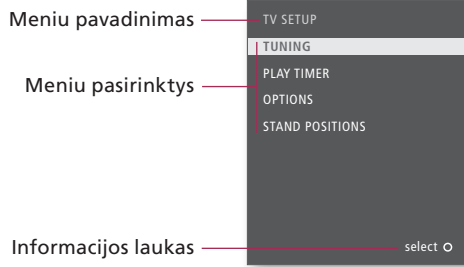 Meniu pavadinimas
TV SETUP
TUNING
Meniu pasirinktys
PLAY TIMER
OPTIONS
STAND POSITIONS
Informacijos laukas
select